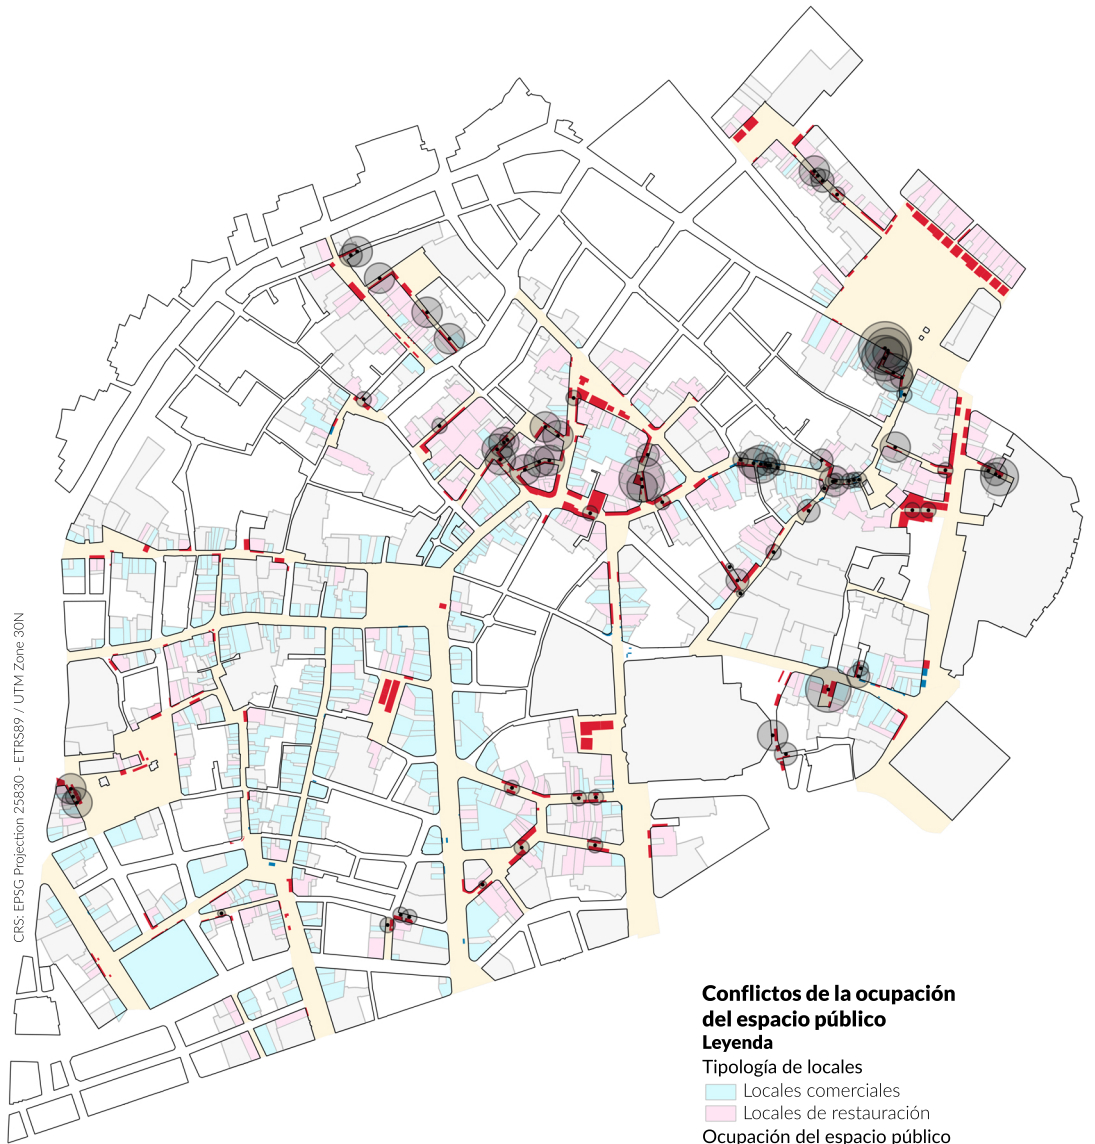 CRS: EPSG Projection 25830 - ETRS89 / UTM Zone 30N
Conflictos de la ocupación
del espacio público
Leyenda
Tipología de locales
Locales comerciales
Locales de restauración
Ocupación del espacio público